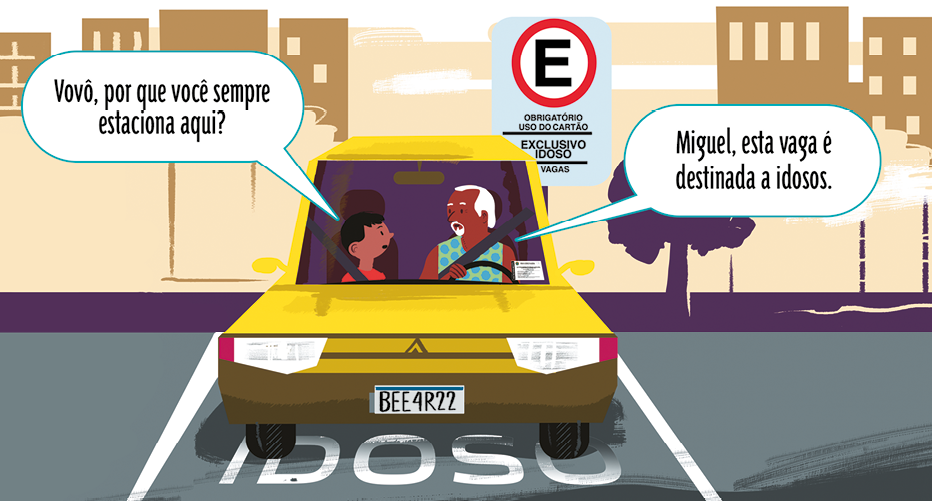 Vovô, por que você sempre
estaciona aqui?
E
OBRIGATÓRIO
USO DO CARTÃO
EXCLUSIVO
IDOSO
VAGAS
Miguel, esta vaga é
destinada a idosos.
BEE4R22
IDOSO